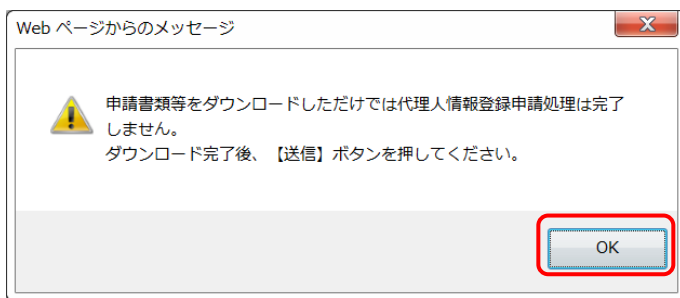 Web ページからのメッセージ
申請書類等をダウンロードしただけでは代理人情報登録申請処理は完了
しません。
ダウンロード完了後、【送信】ボタンを押してください。
OK